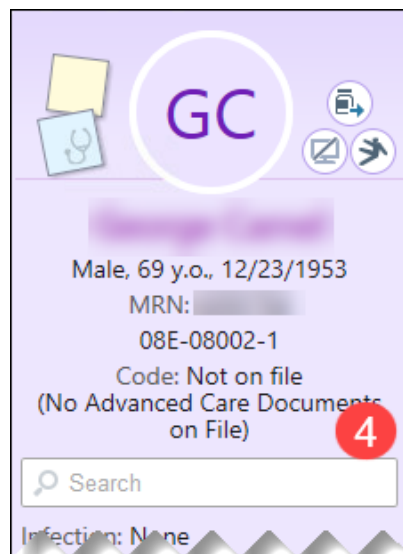 GC
Male, 69 y.o., 12/23/1953
MRN:
08E-08002-1
Code: Not on file
(No Advanced Care Documents
on File)
4
Search
Infection: None